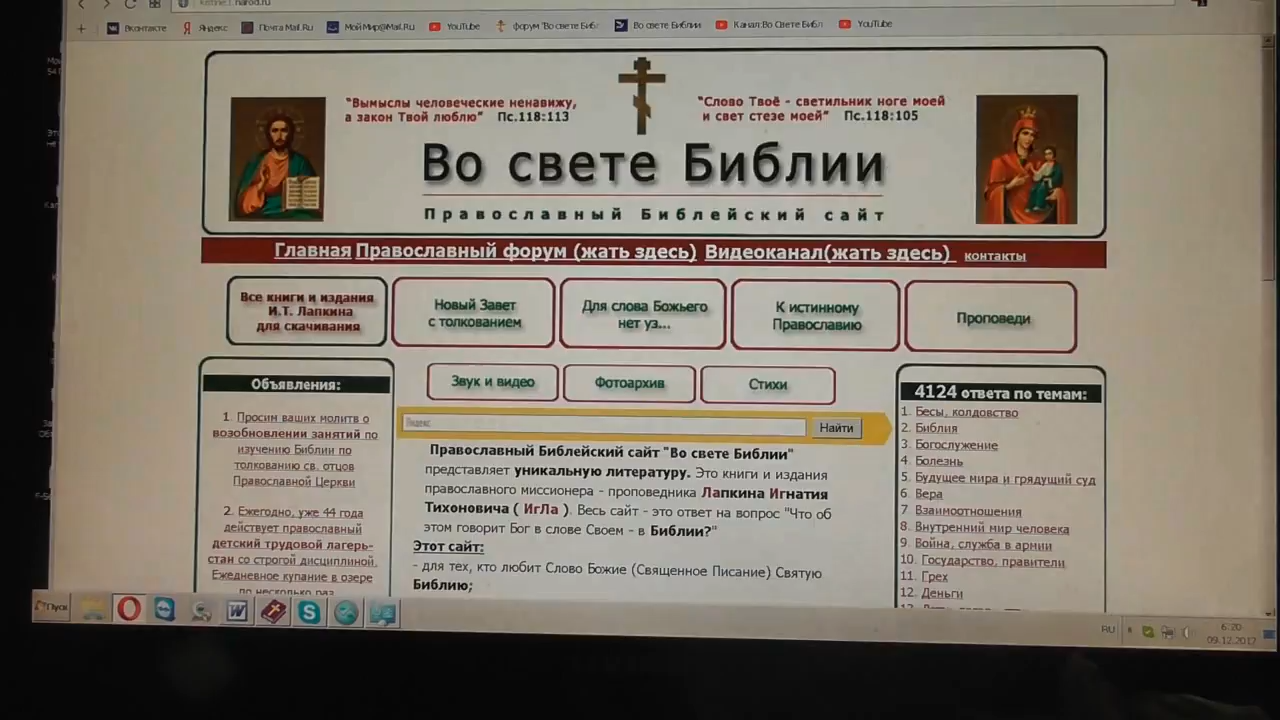 narod.ru
ВКонтакте Яндекс Почта Mail.Ru МойМир@Mail.Ru YouTube форум "Во свете Библ Во свете Библии Канал:Во Свете Библ YouTube
"Вымыслы человеческие ненавижу,
а закон Твой люблю" Пс.118:113
"Слово Твоё - светильник ноге моей
и свет стезе моей" Пс.118:105
Во свете Библии
Православный Библейский сайт
Главная Православный форум (жать здесь) Видеоканал(жать здесь) контакты
Все книги и издания
И.Т. Лапкина
для скачивания
Новый Завет
с толкованием
Для слова Божьего
нет уз...
К истинному
Православию
Проповеди
Объявления:
1. Просим ваших молитв о
возобновлении занятий по
изучению Библии по
толкованию св. отцов
Православной Церкви
2. Ежегодно, уже 44 года
действует православный
детский трудовой лагерь-
стан со строгой дисциплиной.
Ежедневное купание в озере
по несколько раз
Звук и видео
Фотоархив
Стихи
Яндекс
Найти
Православный Библейский сайт "Во свете Библии"
представляет уникальную литературу. Это книги и издания
православного миссионера - проповедника Лапкина Игнатия
Тихоновича ( ИгЛа ). Весь сайт - это ответ на вопрос "Что об
этом говорит Бог в слове Своем - в Библии?"
Этот сайт:
- для тех, кто любит Слово Божие (Священное Писание) Святую
Библию;
4124 ответа по темам:
1. Бесы, колдовство
2. Библия
3. Богослужение
4. Болезнь
5. Будущее мира и грядущий суд
6. Вера
7. Взаимоотношения
8. Внутренний мир человека
9. Война, служба в армии
10. Государство, правители
11. Грех
12. Деньги
Пуск
RU
6:20
09.12.2017